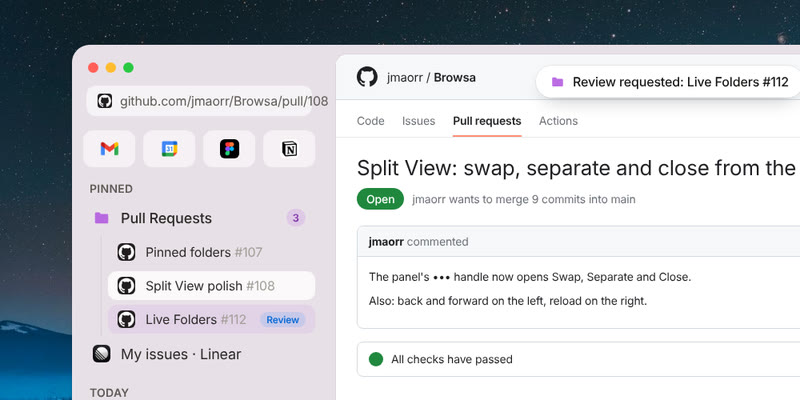 github.com/jmaorr/Browsa/pull/108
31
PINNED
Pull Requests 3
Pinned folders #107
Split View polish #108
Live Folders #112 Review
My issues · Linear
TODAY
jmaorr / Browsa
Review requested: Live Folders #112
Code Issues Pull requests Actions
Split View: swap, separate and close from the
Open jmaorr wants to merge 9 commits into main
jmaorr commented
The panel's ••• handle now opens Swap, Separate and Close.
Also: back and forward on the left, reload on the right.
All checks have passed